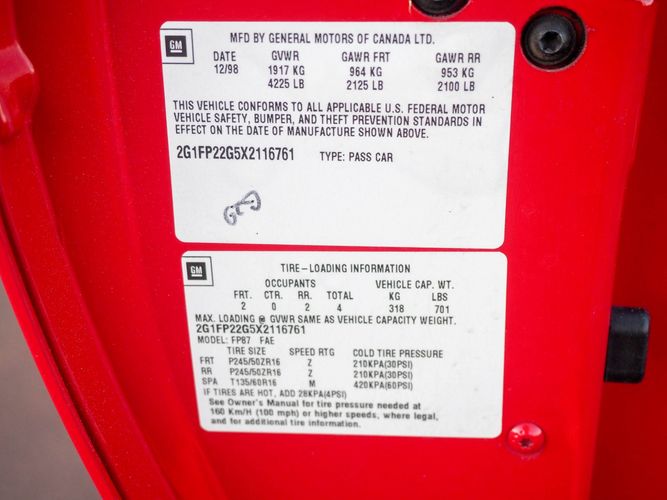 GM
MFD BY GENERAL MOTORS OF CANADA LTD.
DATE GVWR GAWR FRT GAWR RR
12/98 1917 KG 964 KG 953 KG
4225 LB 2125 LB 2100 LB
THIS VEHICLE CONFORMS TO ALL APPLICABLE U.S. FEDERAL MOTOR
VEHICLE SAFETY, BUMPER, AND THEFT PREVENTION STANDARDS IN
EFFECT ON THE DATE OF MANUFACTURE SHOWN ABOVE.
2G1FP22G5X2116761 TYPE: PASS CAR
GM
TIRE-LOADING INFORMATION
OCCUPANTS VEHICLE CAP. WT.
FRT. CTR. RR. TOTAL KG LBS
2 0 2 4 318 701
MAX. LOADING @ GVWR SAME AS VEHICLE CAPACITY WEIGHT.
2G1FP22G5X2116761
MODEL: FP87 FAE
TIRE SIZE SPEED RTG COLD TIRE PRESSURE
FRT P245/50ZR16 Z 210KPA(30PSI)
RR P245/50ZR16 Z 210KPA(30PSI)
SPA T135/60R16 M 420KPA(60PSI)
IF TIRES ARE HOT, ADD 28KPA(4PSI)
See Owner's Manual for tire pressure needed at
160 Km/H (100 mph) or higher speeds, where legal,
and for additional tire information.